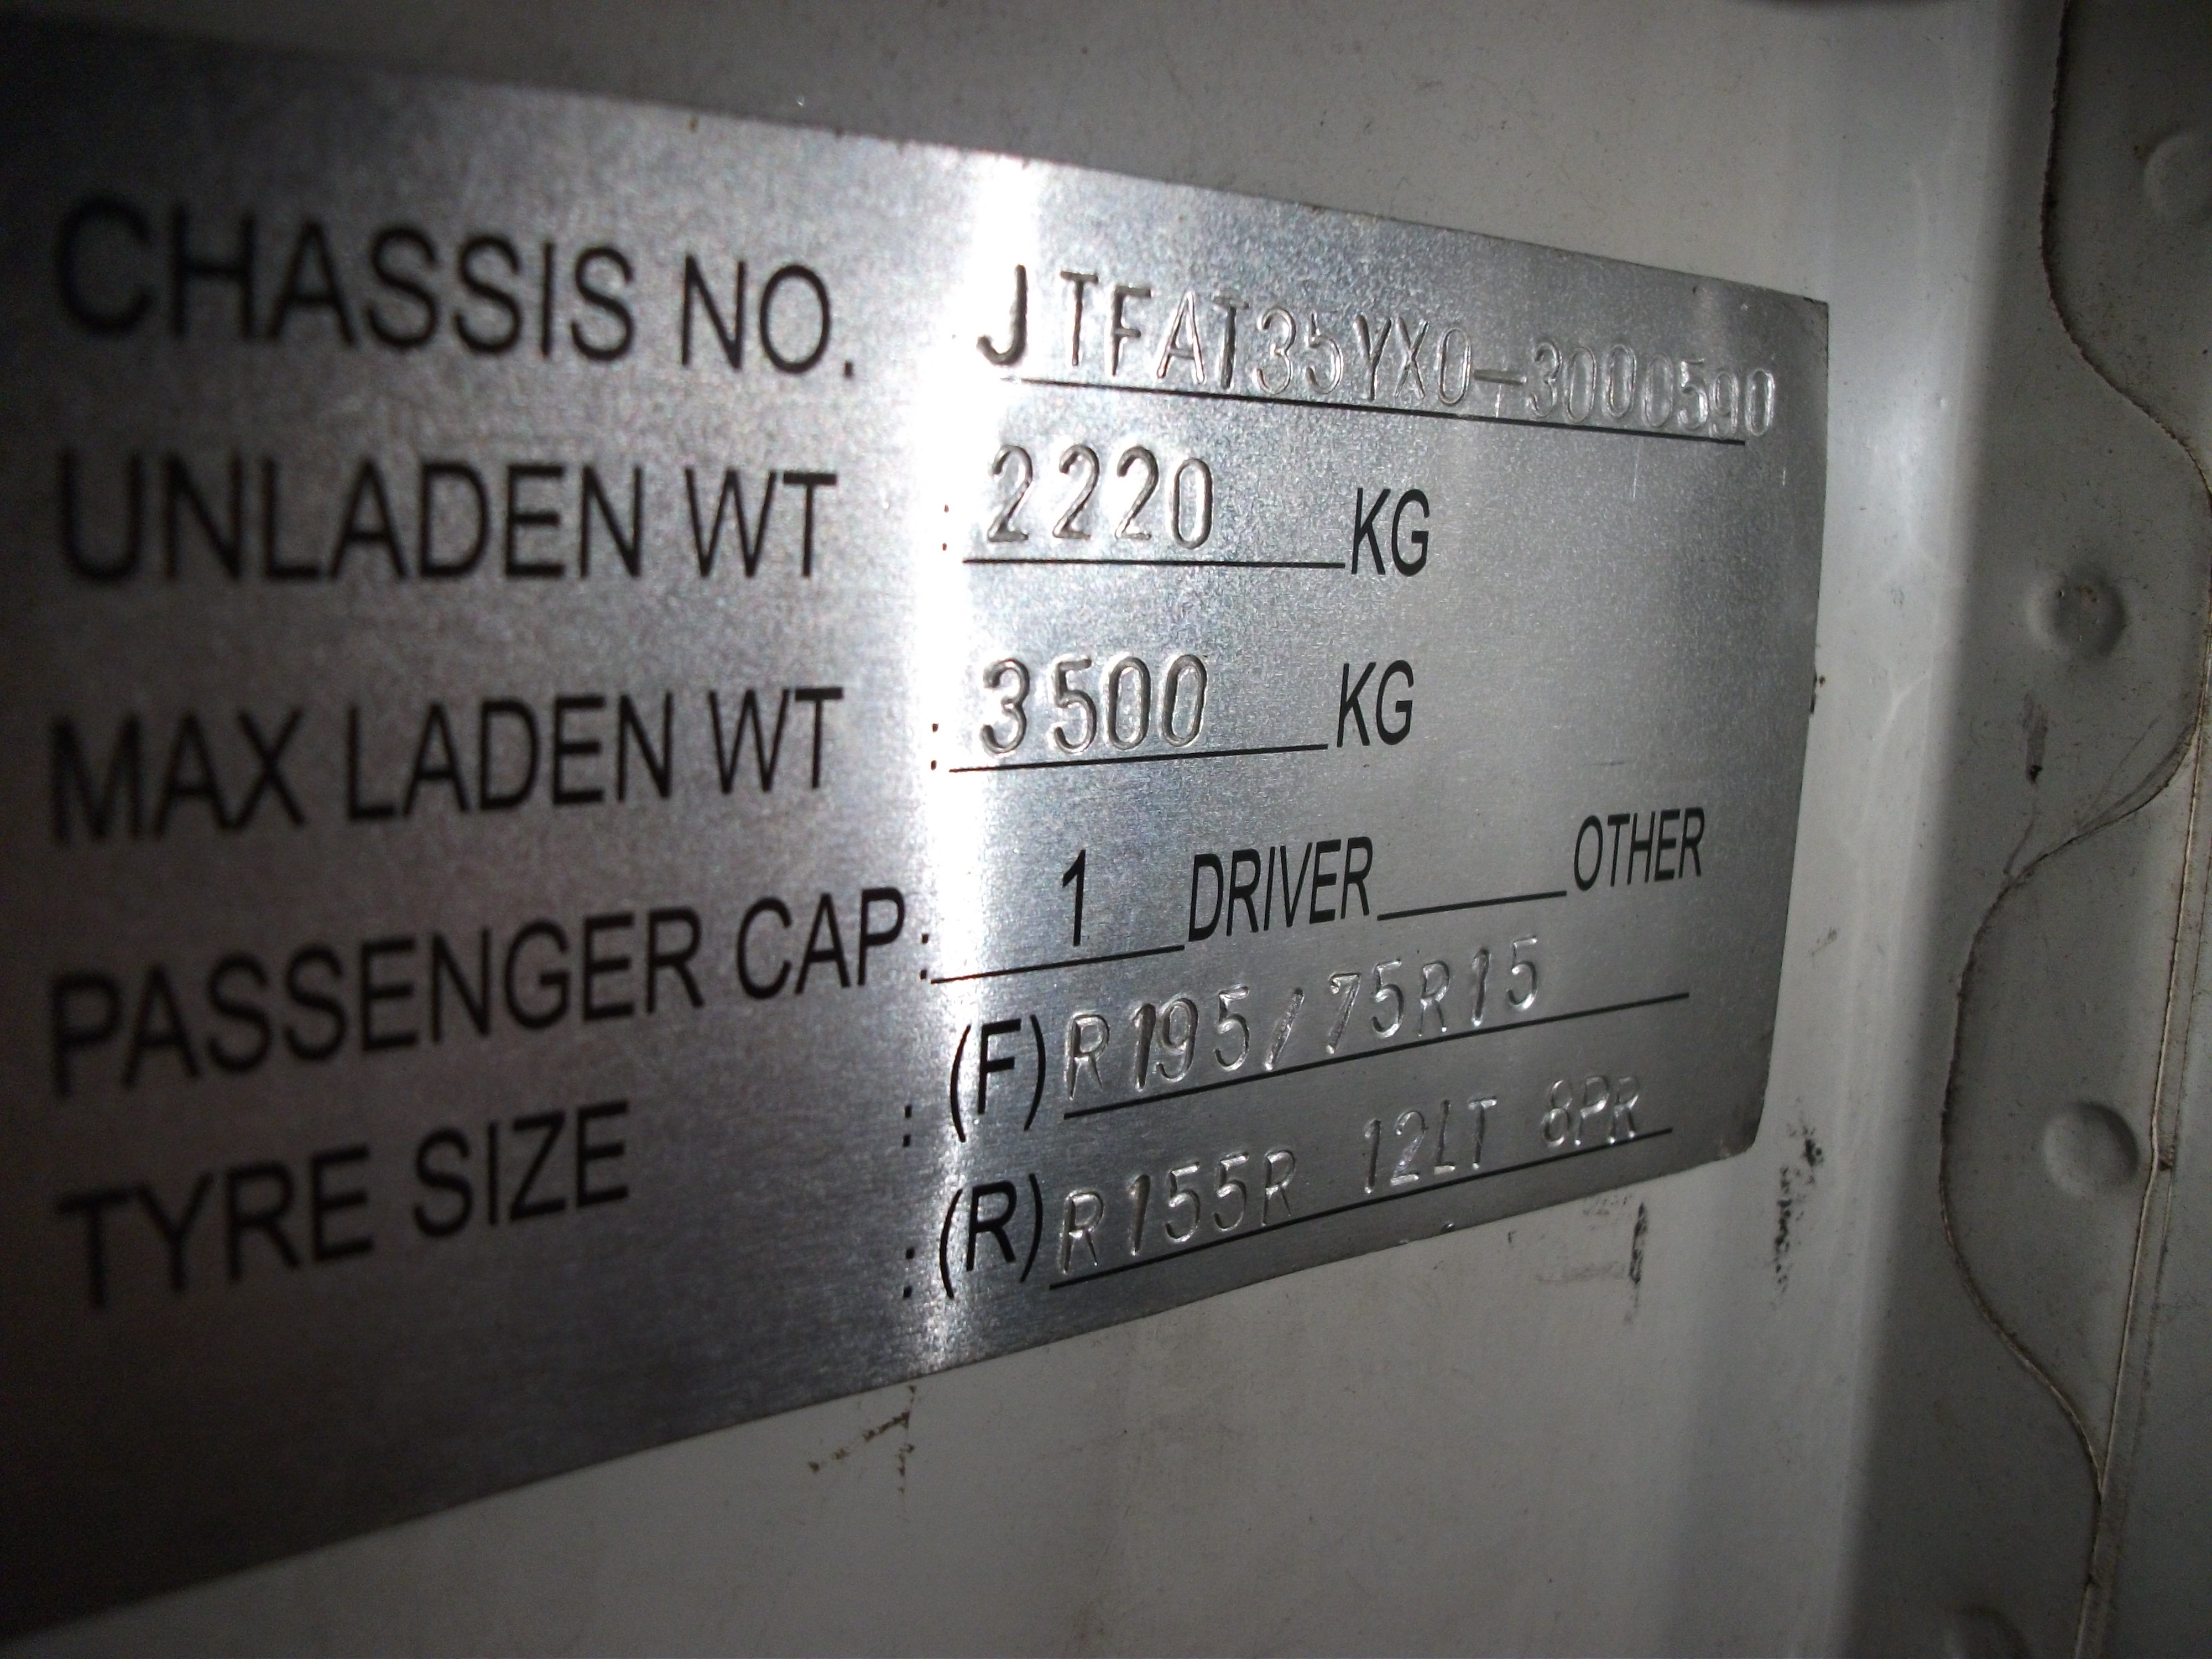 CHASSIS NO. JTFAT35YX0-3000590
UNLADEN WT : 2220 KG
MAX LADEN WT : 3500 KG
PASSENGER CAP: 1 DRIVER OTHER
TYRE SIZE : (F) R195/75R15
: (R) R155R 12LT 8PR